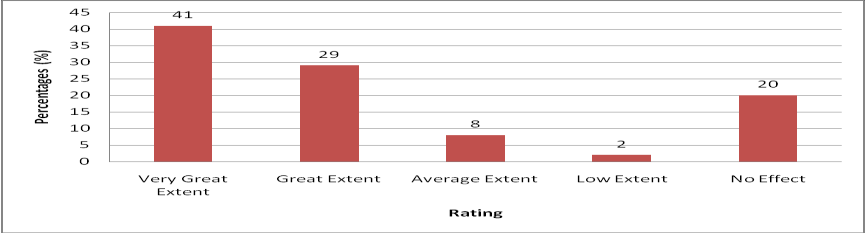 Percentages (%)
45
40
35
30
25
20
15
10
5
0
41
29
8
2
20
Very Great
Extent
Great Extent
Average Extent
Low Extent
No Effect
Rating